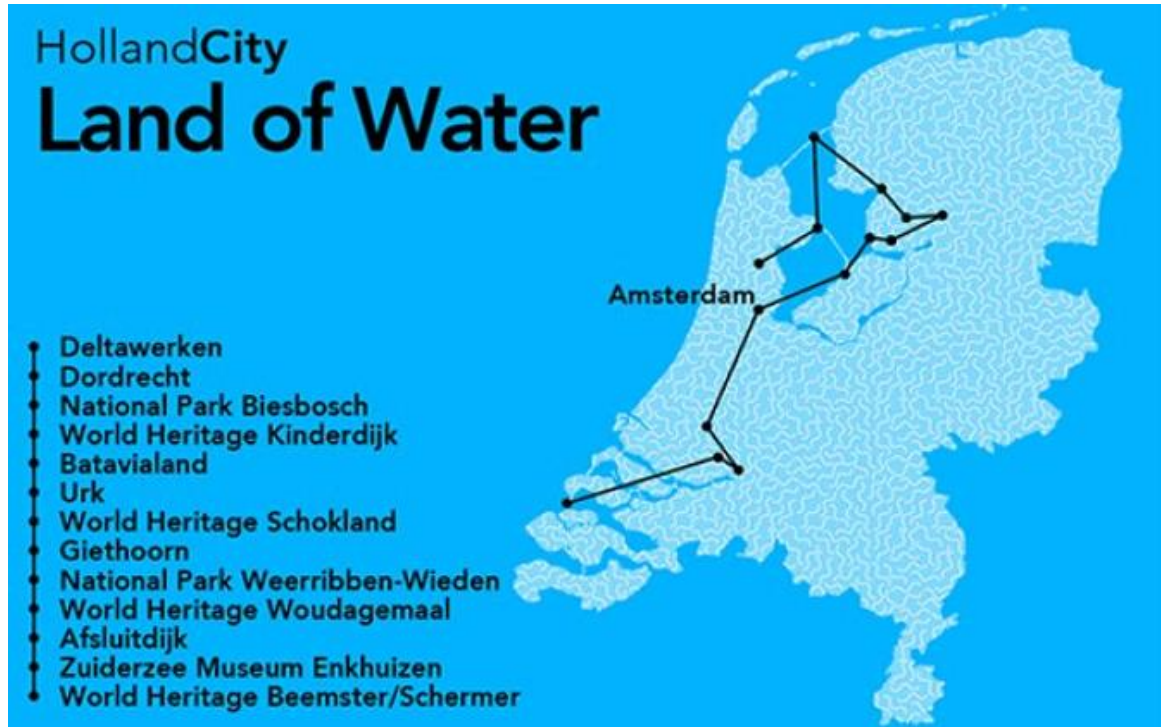 HollandCity
Land of Water
Amsterdam
Deltawerken
Dordrecht
National Park Biesbosch
World Heritage Kinderdijk
Batavialand
Urk
World Heritage Schokland
Giethoorn
National Park Weerribben-Wieden
World Heritage Woudagemaal
Afsluitdijk
Zuiderzee Museum Enkhuizen
World Heritage Beemster/Schermer